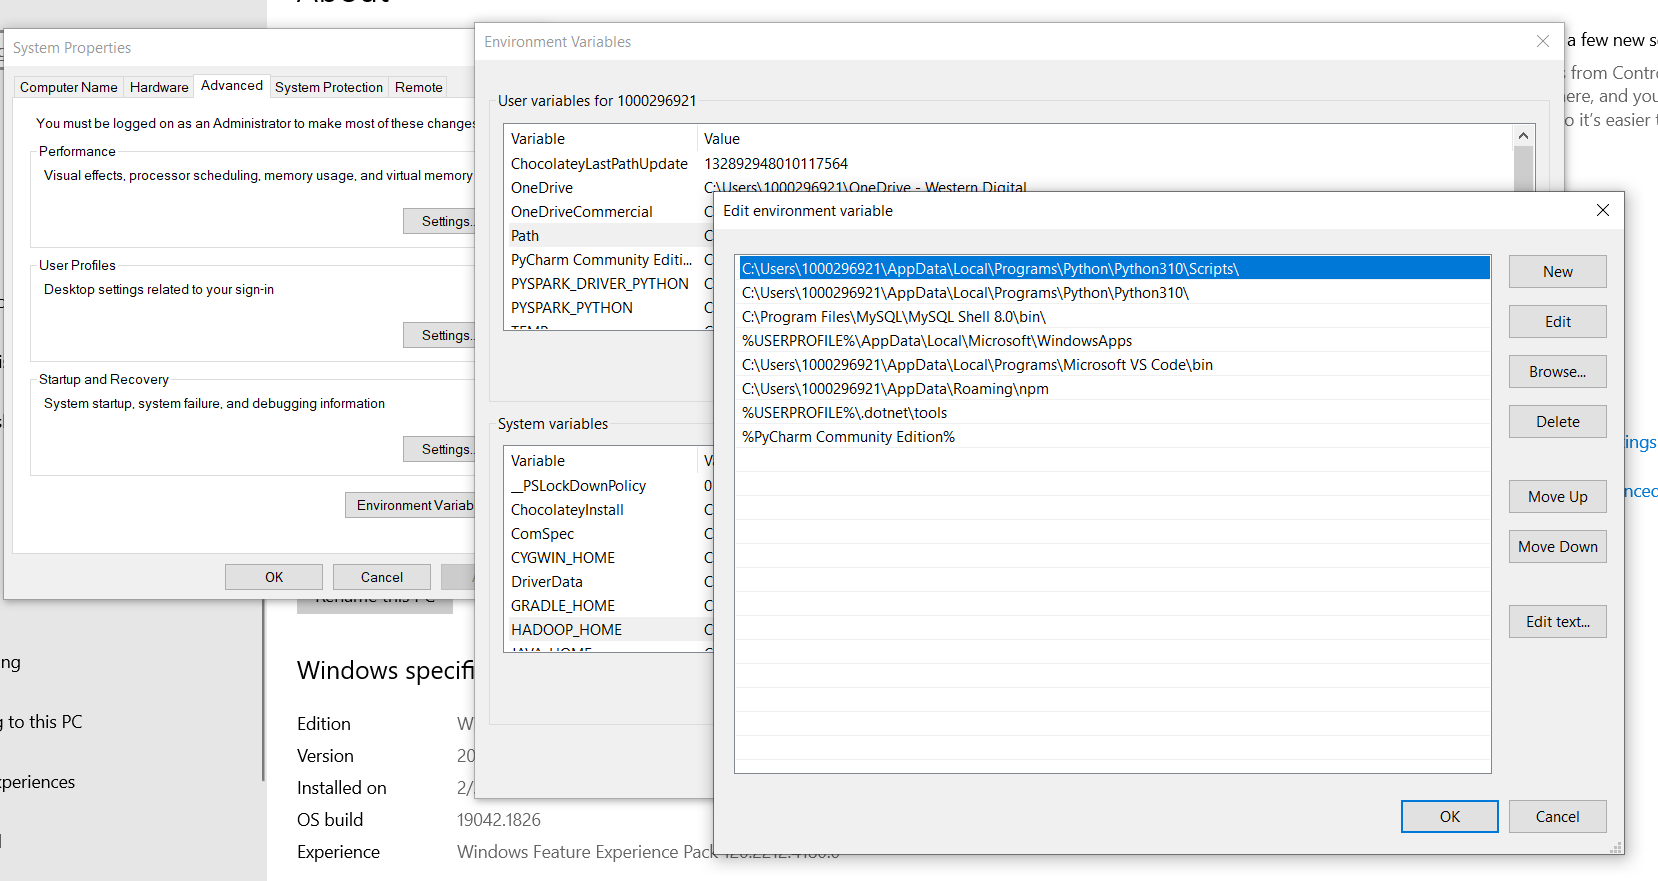 About
System Properties
Computer Name
Hardware
Advanced
System Protection
Remote
You must be logged on as an Administrator to make most of these changes
Performance
Visual effects, processor scheduling, memory usage, and virtual memory
Settings..
User Profiles
Desktop settings related to your sign-in
Settings..
Startup and Recovery
System startup, system failure, and debugging information
Settings..
Environment Variab
OK
Cancel
Rename this PC
ng
to this PC
xperiences
Windows specifi
Edition W
Version 20
Installed on 2/
OS build 19042.1826
Experience Windows Feature Experience Pack
Environment Variables
User variables for 1000296921
Variable Value
ChocolateyLastPathUpdate 132892948010117564
OneDrive C:\Users\1000296921\OneDrive - Western Digital
OneDriveCommercial C
Path C
PyCharm Community Editi... C
PYSPARK_DRIVER_PYTHON C
PYSPARK_PYTHON C
TEMP C
System variables
Variable V
__PSLockDownPolicy 0
ChocolateyInstall C
ComSpec C
CYGWIN_HOME C
DriverData C
GRADLE_HOME C
HADOOP_HOME C
JAVA_HOME C
Edit environment variable
C:\Users\1000296921\AppData\Local\Programs\Python\Python310\Scripts\
C:\Users\1000296921\AppData\Local\Programs\Python\Python310\
C:\Program Files\MySQL\MySQL Shell 8.0\bin\
%USERPROFILE%\AppData\Local\Microsoft\WindowsApps
C:\Users\1000296921\AppData\Local\Programs\Microsoft VS Code\bin
C:\Users\1000296921\AppData\Roaming\npm
%USERPROFILE%\.dotnet\tools
%PyCharm Community Edition%
New
Edit
Browse...
Delete
Move Up
Move Down
Edit text...
OK
Cancel
a few new s
from Contr
ere, and you
o it's easier t
ings
nced